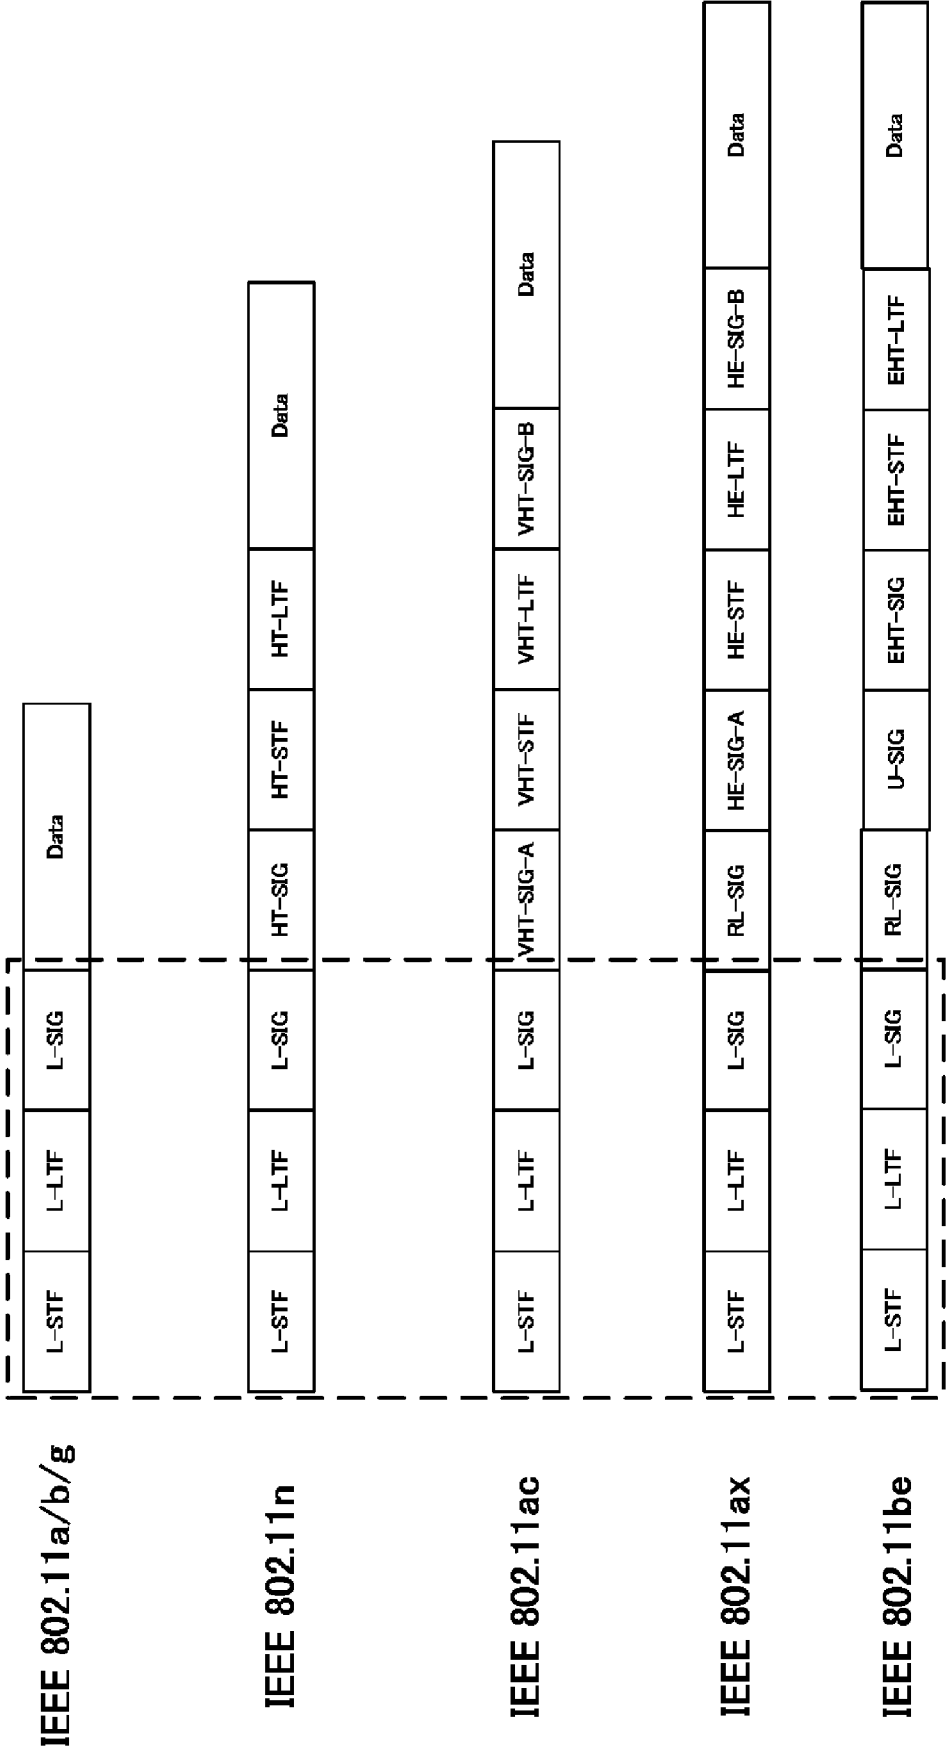 IEEE 802.11a/b/g
L-STF L-LTF L-SIG Data
IEEE 802.11n
L-STF L-LTF L-SIG HT-SIG HT-STF HT-LTF Data
IEEE 802.11ac
L-STF L-LTF L-SIG VHT-SIG-A VHT-STF VHT-LTF VHT-SIG-B Data
IEEE 802.11ax
L-STF L-LTF L-SIG RL-SIG HE-SIG-A HE-STF HE-LTF HE-SIG-B Data
IEEE 802.11be
L-STF L-LTF L-SIG RL-SIG U-SIG EHT-SIG EHT-STF EHT-LTF Data